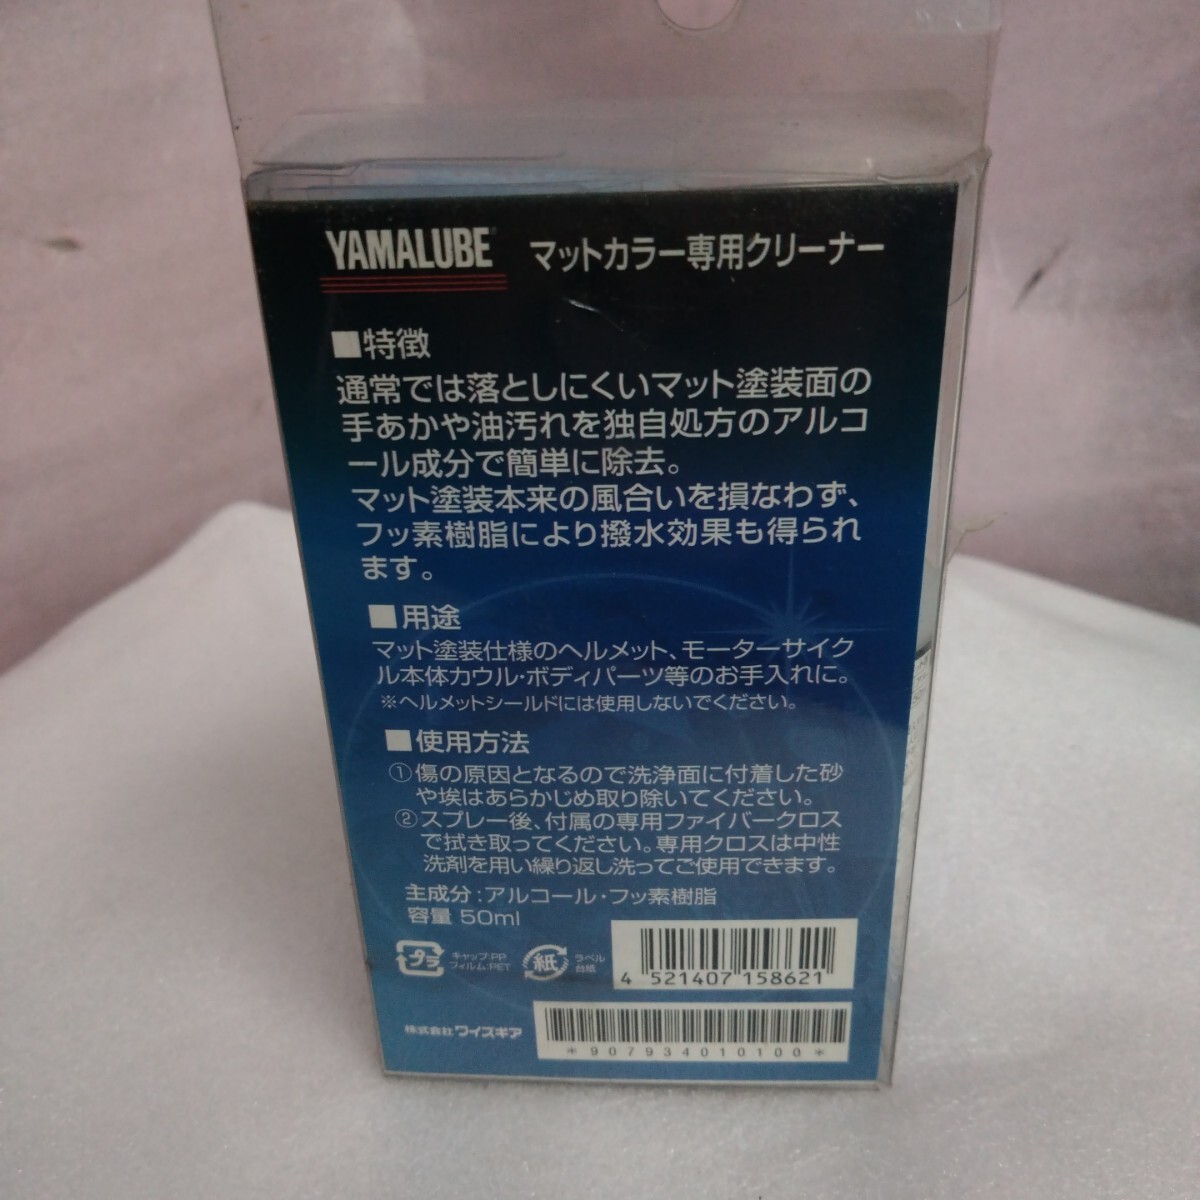 YAMALUBE® マットカラー専用クリーナー
■特徴
通常では落としにくいマット塗装面の
手あかや油汚れを独自処方のアルコ
ール成分で簡単に除去。
マット塗装本来の風合いを損なわず、
フッ素樹脂により撥水効果も得られ
ます。
■用途
マット塗装仕様のヘルメット、モーターサイク
ル本体カウル・ボディパーツ等のお手入れに。
※ヘルメットシールドには使用しないでください。
■使用方法
①傷の原因となるので洗浄面に付着した砂
や埃はあらかじめ取り除いてください。
②スプレー後、付属の専用ファイバークロス
で拭き取ってください。専用クロスは中性
洗剤を用い繰り返し洗ってご使用できます。
主成分:アルコール・フッ素樹脂
容量 50ml
プラ
キャップ:PP
フィルム:PET
紙
ラベル
台紙
4 521407 158621
株式会社ワイズギア
*907934010100*